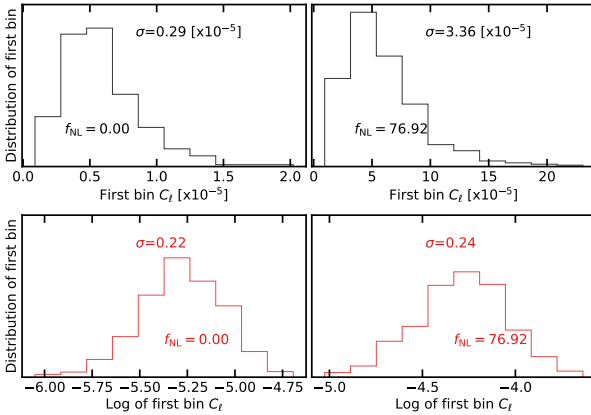 Distribution of first bin
σ=0.29 [x10⁻⁵]
f_NL = 0.00
0.0 0.5 1.0 1.5 2.0
First bin C_ℓ [x10⁻⁵]
σ=3.36 [x10⁻⁵]
f_NL = 76.92
0 5 10 15 20
First bin C_ℓ [x10⁻⁵]
Distribution of first bin
σ=0.22
f_NL = 0.00
−6.00 −5.75 −5.50 −5.25 −5.00 −4.75
Log of first bin C_ℓ
σ=0.24
f_NL = 76.92
−5.0 −4.5 −4.0
Log of first bin C_ℓ